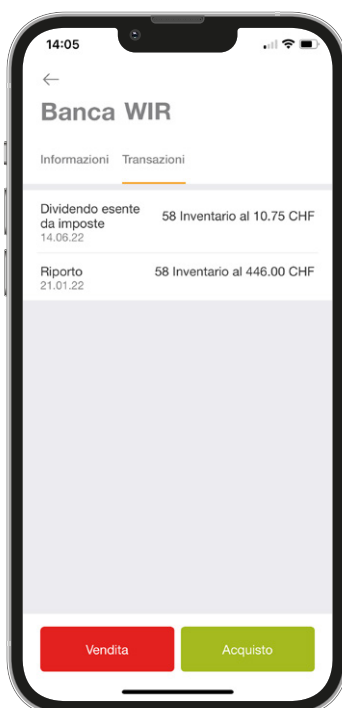 14:05
Banca WIR
Informazioni Transazioni
Dividendo esente
da imposte
58 Inventario al 10.75 CHF
14.06.22
Riporto
58 Inventario al 446.00 CHF
21.01.22
Vendita
Acquisto